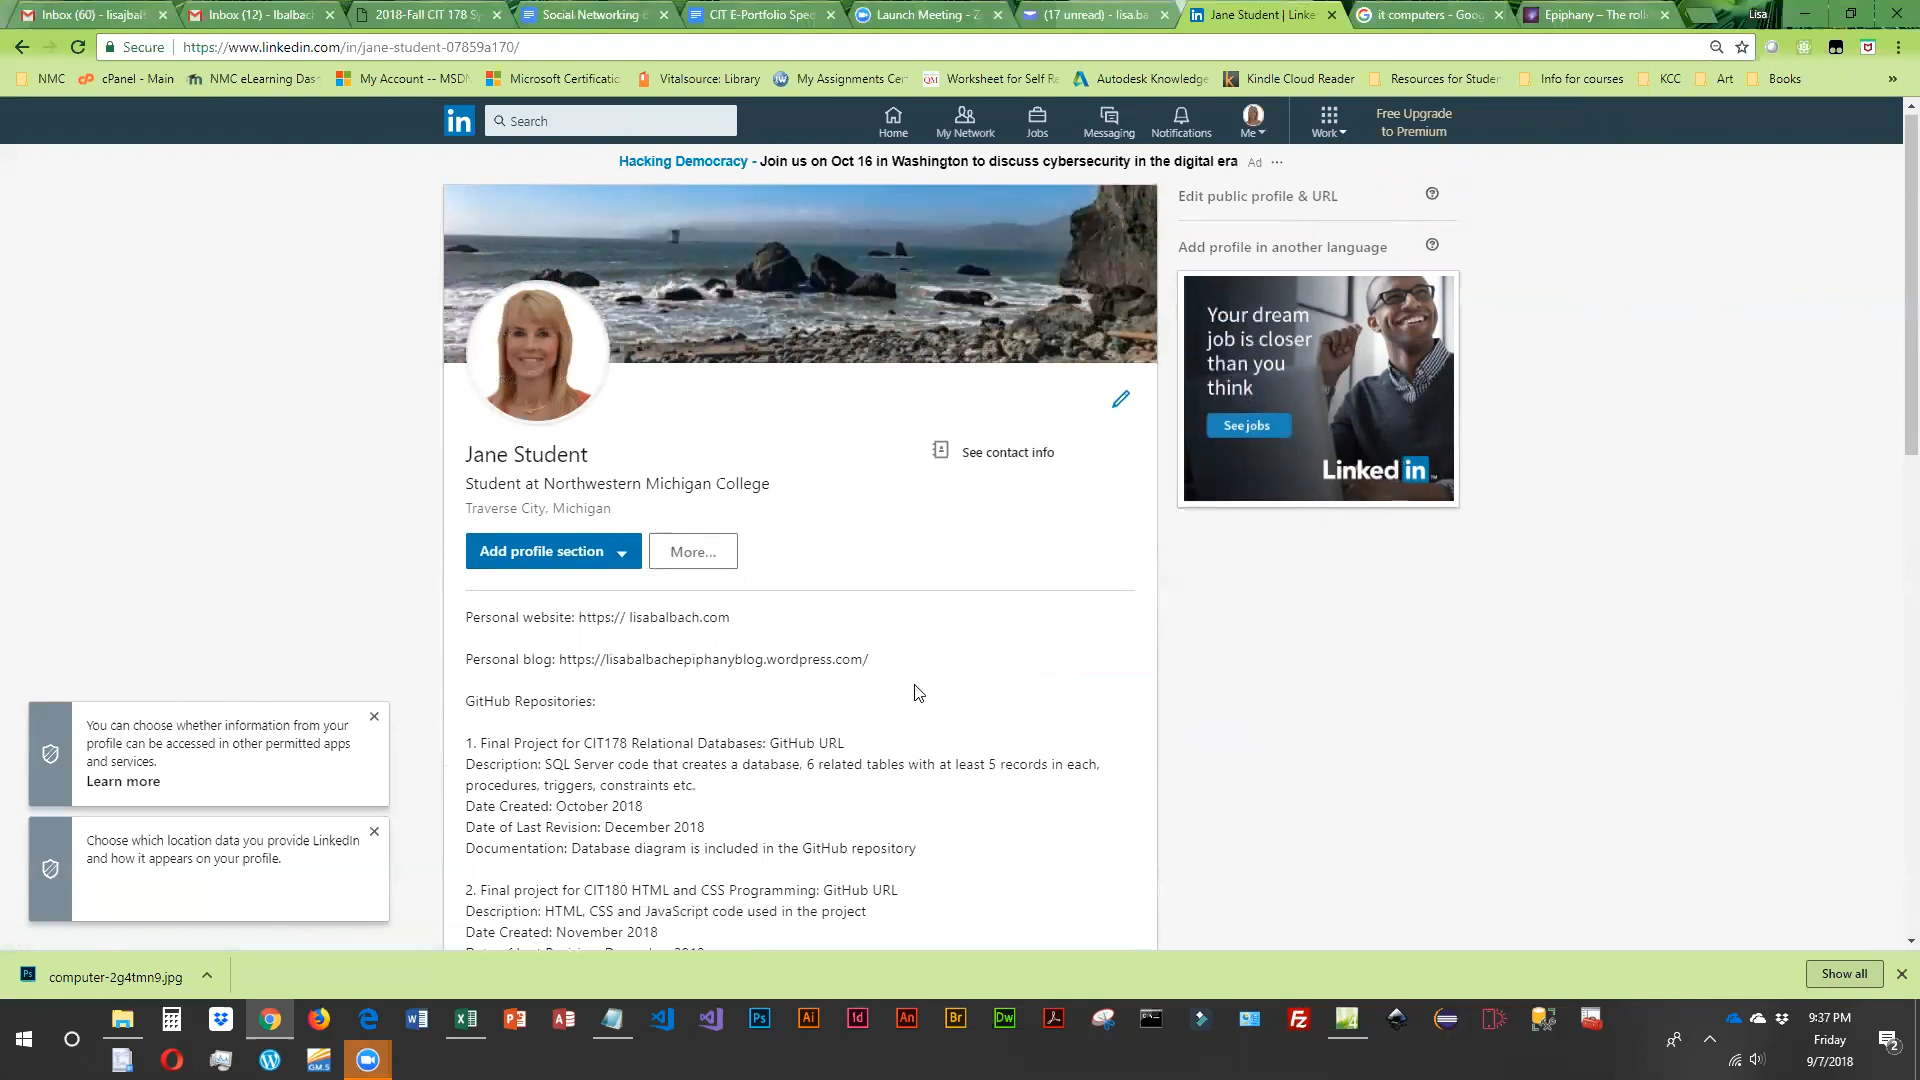 Inbox (60) - lisajbal
Inbox (12) - lbalbach
2018-Fall CIT 178 S
Social Networking &
CIT E-Portfolio Spec
Launch Meeting - Z
(17 unread) - lisa.ba
Jane Student | Linke
it computers - Goog
Epiphany – The roll
Lisa
Secure
https://www.linkedin.com/in/jane-student-07859a170/
NMC
cPanel - Main
NMC eLearning Das
My Account -- MSDN
Microsoft Certificatio
Vitalsource: Library
My Assignments Cer
QM
Worksheet for Self Re
Autodesk Knowledge
Kindle Cloud Reader
Resources for Studen
Info for courses
KCC
Art
Books
in
Search
Home
My Network
Jobs
Messaging
Notifications
Me
Work
Free Upgrade
to Premium
Hacking Democracy - Join us on Oct 16 in Washington to discuss cybersecurity in the digital era
Ad
Edit public profile & URL
Add profile in another language
Your dream
job is closer
than you
think
See jobs
Linked in
Jane Student
See contact info
Student at Northwestern Michigan College
Traverse City, Michigan
Add profile section
More...
Personal website: https:// lisabalbach.com
Personal blog: https://lisabalbachepiphanyblog.wordpress.com/
GitHub Repositories:
1. Final Project for CIT178 Relational Databases: GitHub URL
Description: SQL Server code that creates a database, 6 related tables with at least 5 records in each,
procedures, triggers, constraints etc.
Date Created: October 2018
Date of Last Revision: December 2018
Documentation: Database diagram is included in the GitHub repository
2. Final project for CIT180 HTML and CSS Programming: GitHub URL
Description: HTML, CSS and JavaScript code used in the project
Date Created: November 2018
You can choose whether information from your
profile can be accessed in other permitted apps
and services.
Learn more
Choose which location data you provide LinkedIn
and how it appears on your profile.
computer-2g4tmn9.jpg
Show all
Ps
Ai
Id
An
Br
Dw
9:37 PM
Friday
9/7/2018
2